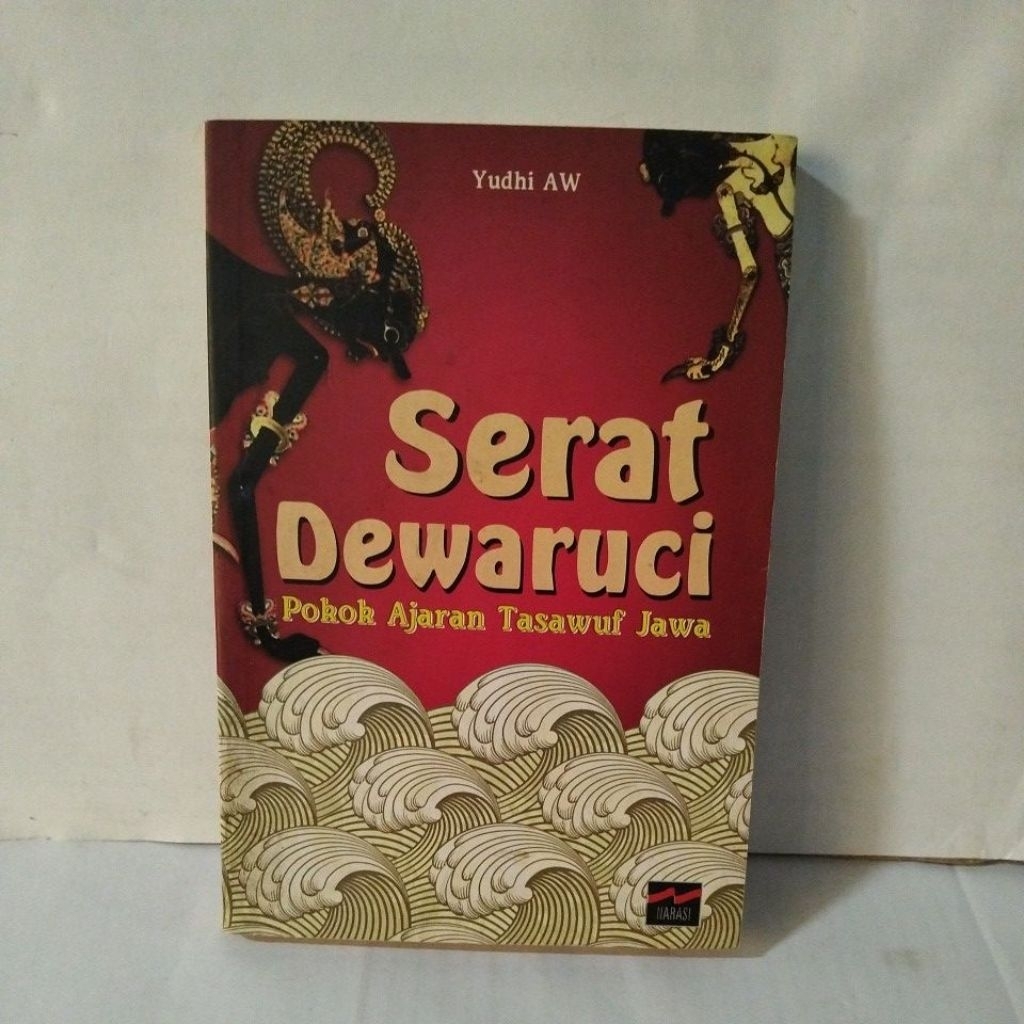 Yudhi AW
Serat
Dewaruci
Pokok Ajaran Tasawuf Jawa
NARASI